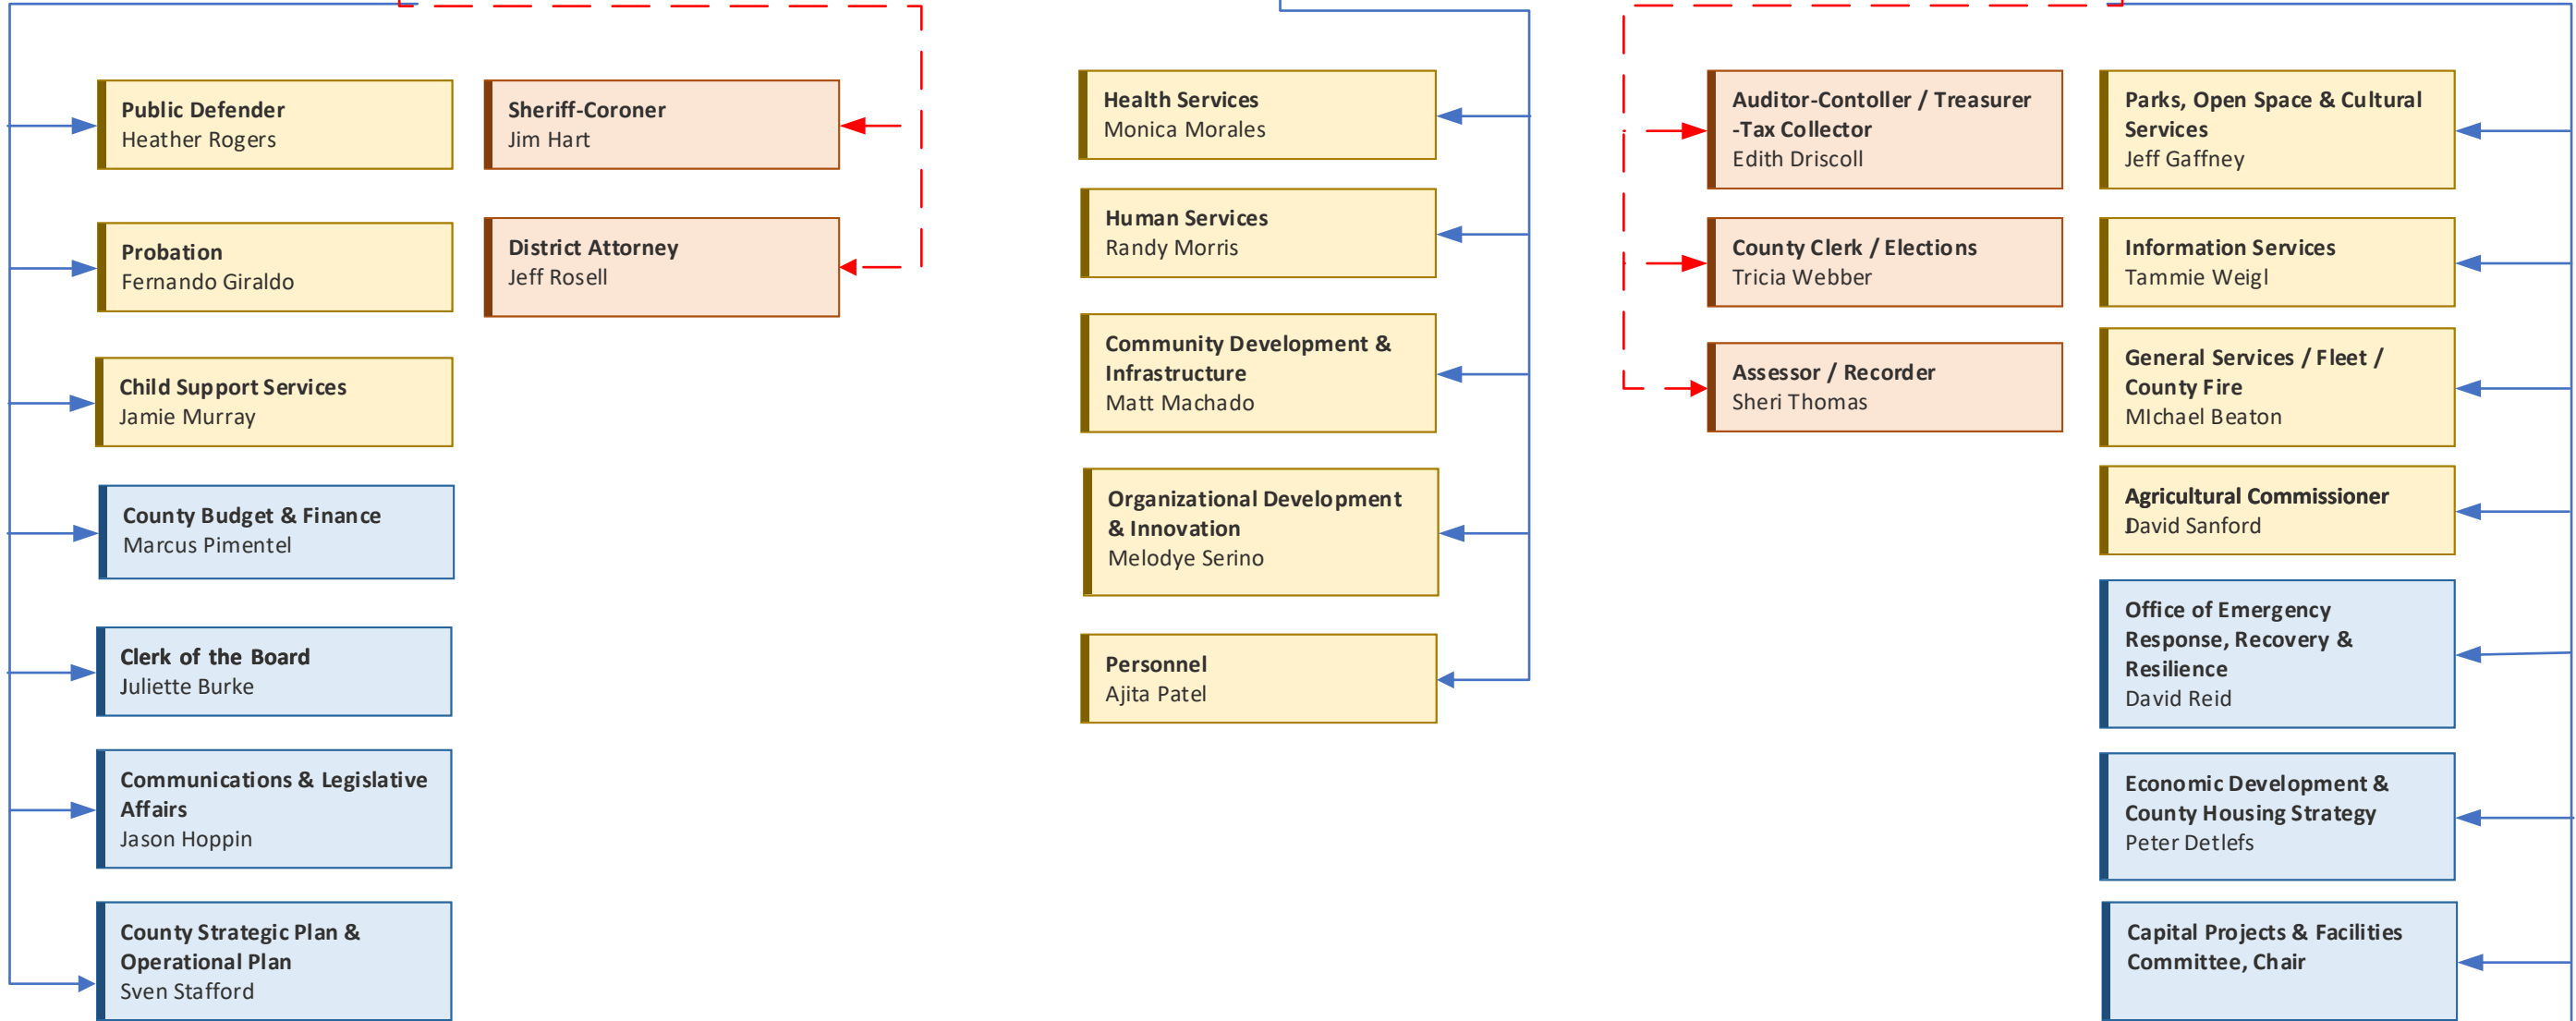 Public Defender
Heather Rogers
Probation
Fernando Giraldo
Child Support Services
Jamie Murray
County Budget & Finance
Marcus Pimentel
Clerk of the Board
Juliette Burke
Communications & Legislative
Affairs
Jason Hoppin
County Strategic Plan &
Operational Plan
Sven Stafford
Sheriff-Coroner
Jim Hart
District Attorney
Jeff Rosell
Health Services
Monica Morales
Human Services
Randy Morris
Community Development &
Infrastructure
Matt Machado
Organizational Development
& Innovation
Melodye Serino
Personnel
Ajita Patel
Auditor-Contoller / Treasurer
-Tax Collector
Edith Driscoll
County Clerk / Elections
Tricia Webber
Assessor / Recorder
Sheri Thomas
Parks, Open Space & Cultural
Services
Jeff Gaffney
Information Services
Tammie Weigl
General Services / Fleet /
County Fire
MIchael Beaton
Agricultural Commissioner
David Sanford
Office of Emergency
Response, Recovery &
Resilience
David Reid
Economic Development &
County Housing Strategy
Peter Detlefs
Capital Projects & Facilities
Committee, Chair